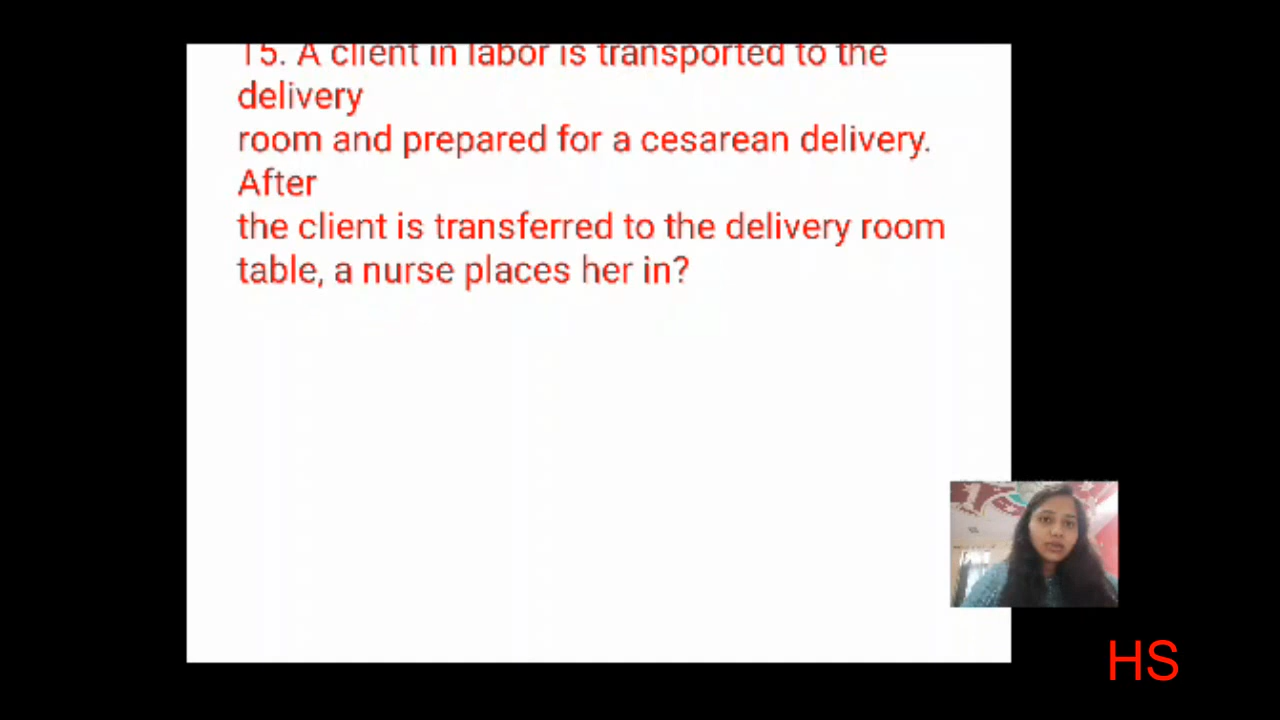 15. A client in labor is transported to the
delivery
room and prepared for a cesarean delivery.
After
the client is transferred to the delivery room
table, a nurse places her in?
HS